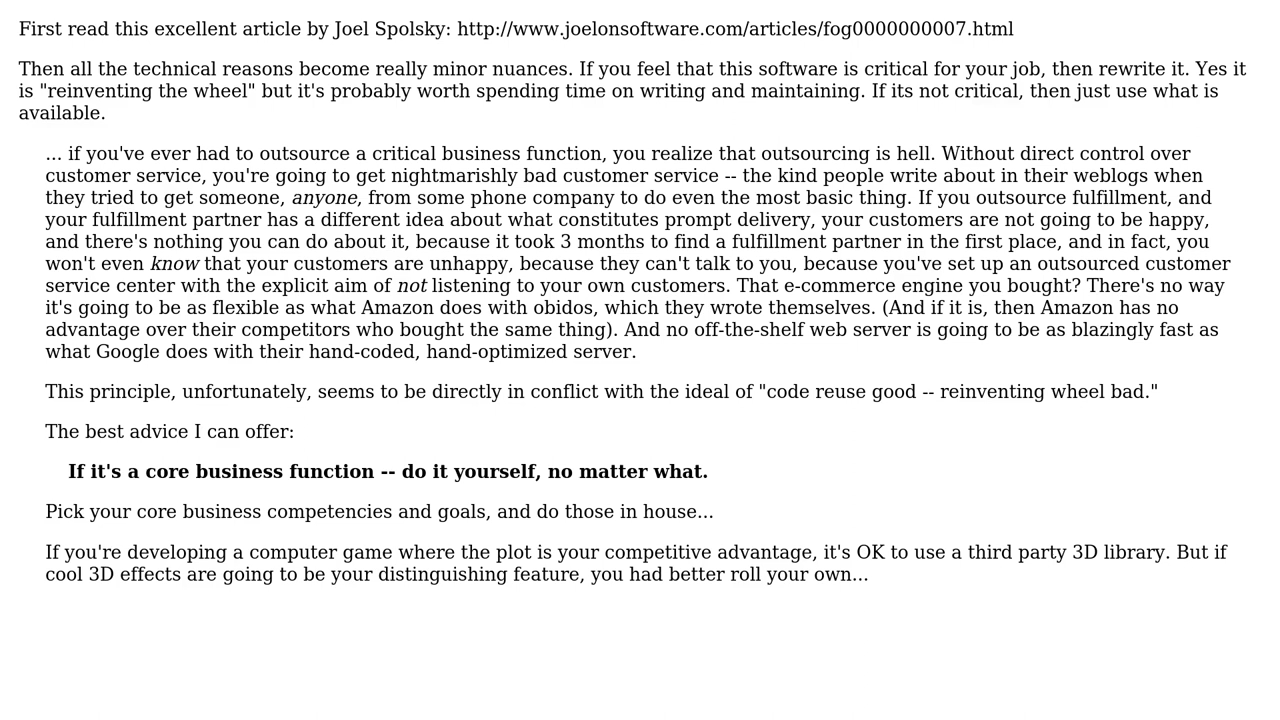 First read this excellent article by Joel Spolsky: http://www.joelonsoftware.com/articles/fog0000000007.html
Then all the technical reasons become really minor nuances. If you feel that this software is critical for your job, then rewrite it. Yes it
is "reinventing the wheel" but it's probably worth spending time on writing and maintaining. If its not critical, then just use what is
available.
... if you've ever had to outsource a critical business function, you realize that outsourcing is hell. Without direct control over
customer service, you're going to get nightmarishly bad customer service -- the kind people write about in their weblogs when
they tried to get someone, anyone, from some phone company to do even the most basic thing. If you outsource fulfillment, and
your fulfillment partner has a different idea about what constitutes prompt delivery, your customers are not going to be happy,
and there's nothing you can do about it, because it took 3 months to find a fulfillment partner in the first place, and in fact, you
won't even know that your customers are unhappy, because they can't talk to you, because you've set up an outsourced customer
service center with the explicit aim of not listening to your own customers. That e-commerce engine you bought? There's no way
it's going to be as flexible as what Amazon does with obidos, which they wrote themselves. (And if it is, then Amazon has no
advantage over their competitors who bought the same thing). And no off-the-shelf web server is going to be as blazingly fast as
what Google does with their hand-coded, hand-optimized server.
This principle, unfortunately, seems to be directly in conflict with the ideal of "code reuse good -- reinventing wheel bad."
The best advice I can offer:
If it's a core business function -- do it yourself, no matter what.
Pick your core business competencies and goals, and do those in house...
If you're developing a computer game where the plot is your competitive advantage, it's OK to use a third party 3D library. But if
cool 3D effects are going to be your distinguishing feature, you had better roll your own...